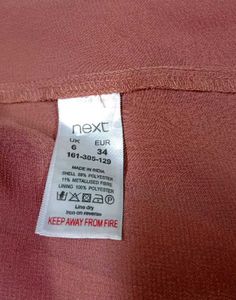 next
UK EUR
6 34
161-305-129
MADE IN INDIA
SHELL 89% POLYESTER
11% METALLISED FIBRE
LINING 100% POLYESTER
Line dry
Iron on reverse
KEEP AWAY FROM FIRE